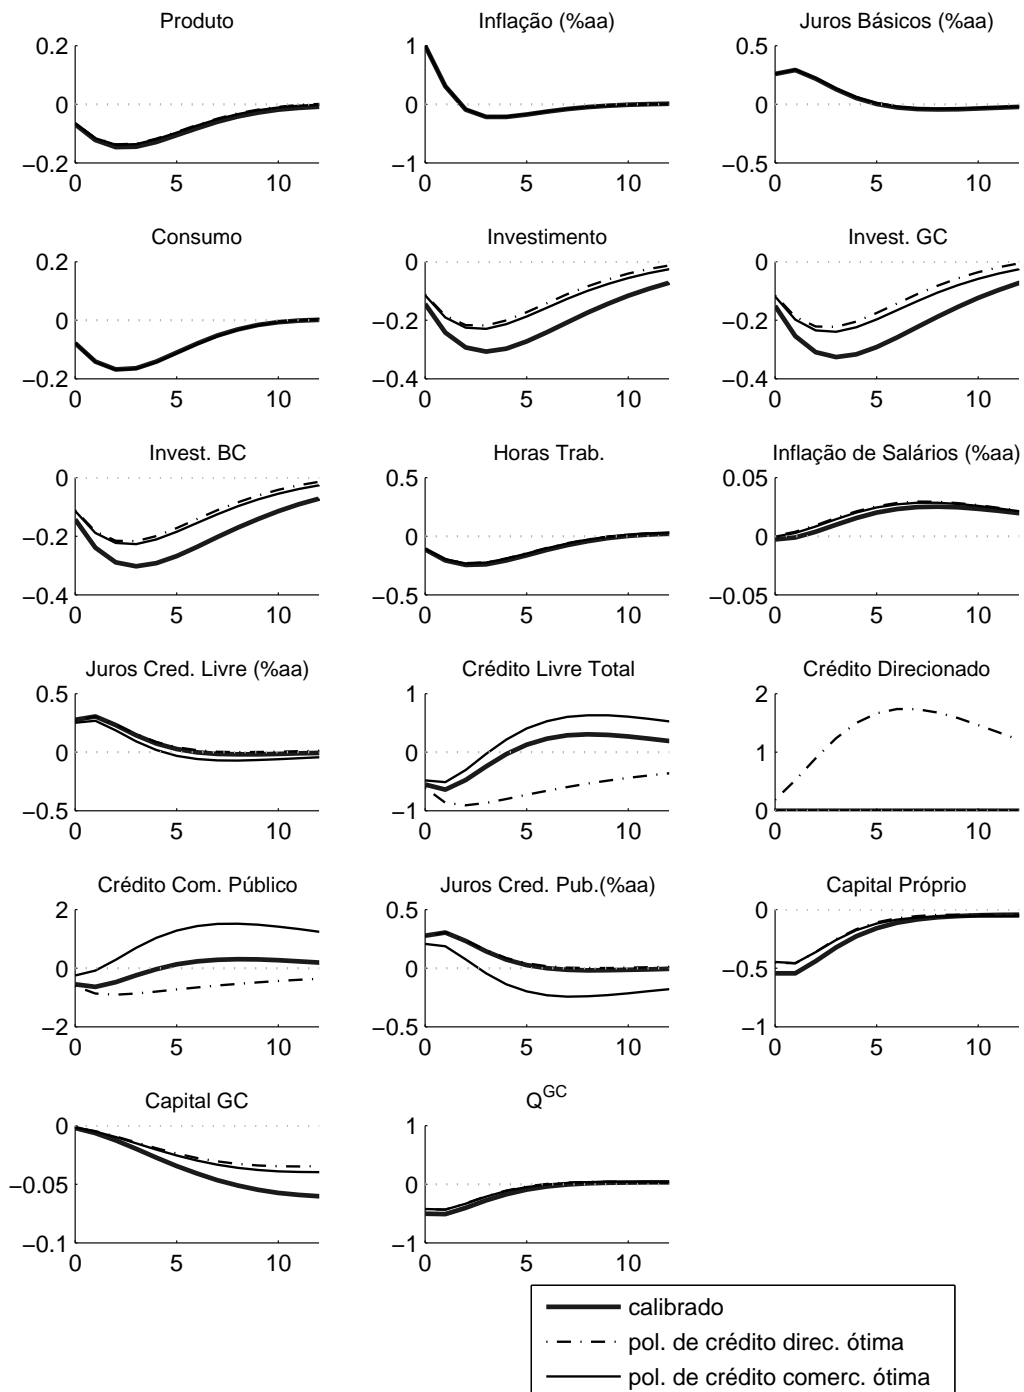 Produto
Inflação (%aa)
Juros Básicos (%aa)
0.2
0
−0.2
0 5 10
1
0
−1
0 5 10
0.5
0
−0.5
0 5 10
Consumo
Investimento
Invest. GC
0.2
0
−0.2
0 5 10
0
−0.2
−0.4
0 5 10
0
−0.2
−0.4
0 5 10
Invest. BC
Horas Trab.
Inflação de Salários (%aa)
0
−0.2
−0.4
0 5 10
0.5
0
−0.5
0 5 10
0.05
0
−0.05
0 5 10
Juros Cred. Livre (%aa)
Crédito Livre Total
Crédito Direcionado
0.5
0
−0.5
0 5 10
1
0
−1
0 5 10
2
1
0
0 5 10
Crédito Com. Público
Juros Cred. Pub.(%aa)
Capital Próprio
2
0
−2
0 5 10
0.5
0
−0.5
0 5 10
0
−0.5
−1
0 5 10
Capital GC
Q^GC
0
−0.05
−0.1
0 5 10
1
0
−1
0 5 10
calibrado
pol. de crédito direc. ótima
pol. de crédito comerc. ótima